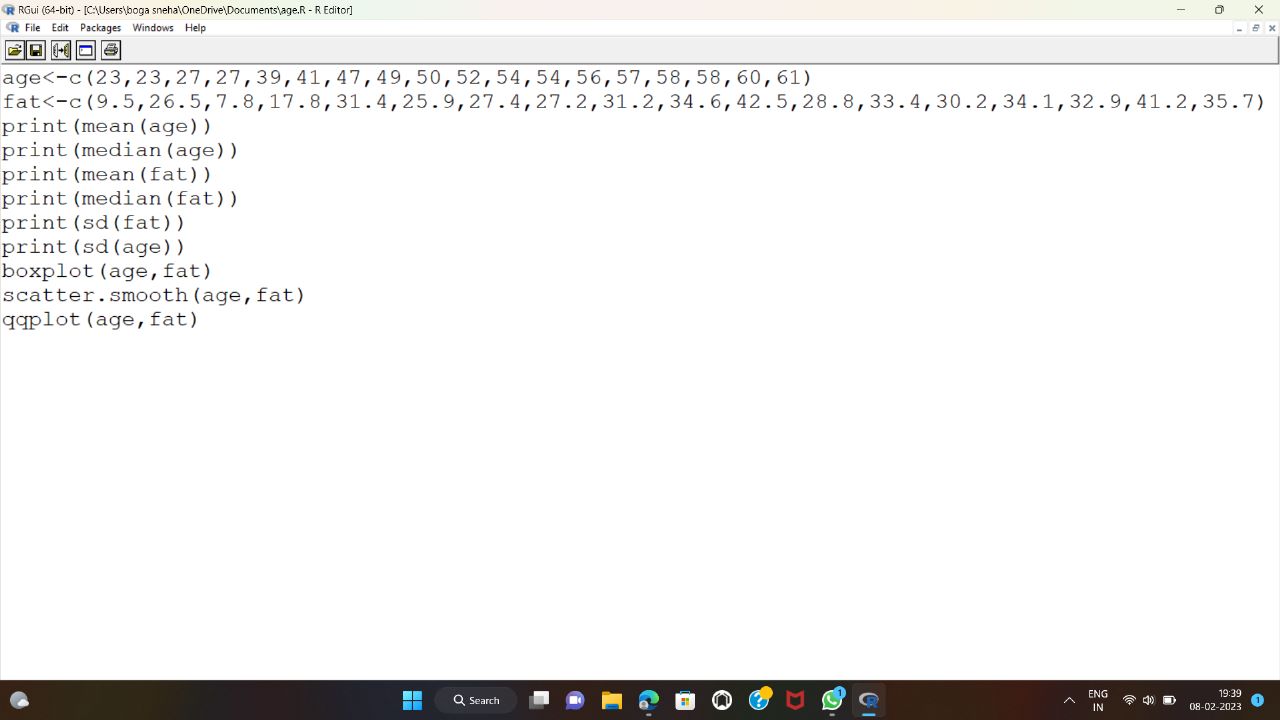 RGui (64-bit) - [C:\Users\boga sneha\OneDrive\Documents\age.R - R Editor]
File Edit Packages Windows Help
age<-c(23,23,27,27,39,41,47,49,50,52,54,54,56,57,58,58,60,61)
fat<-c(9.5,26.5,7.8,17.8,31.4,25.9,27.4,27.2,31.2,34.6,42.5,28.8,33.4,30.2,34.1,32.9,41.2,35.7)
print(mean(age))
print(median(age))
print(mean(fat))
print(median(fat))
print(sd(fat))
print(sd(age))
boxplot(age,fat)
scatter.smooth(age,fat)
qqplot(age,fat)
Search
1
ENG
IN
19:39
08-02-2023
1